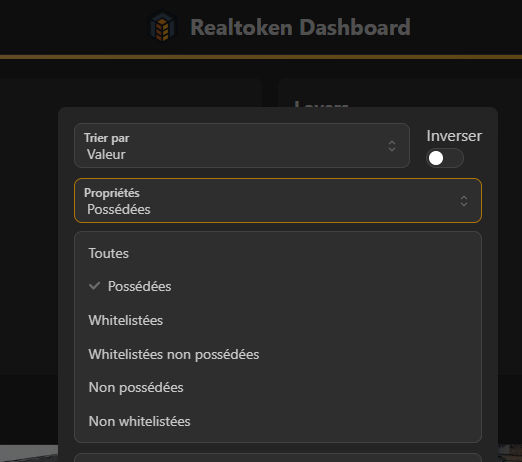 Realtoken Dashboard
Loyers
Trier par
Inverser
Valeur
Propriétés
Possédées
Toutes
Possédées
Whitelistées
Whitelistées non possédées
Non possédées
Non whitelistées